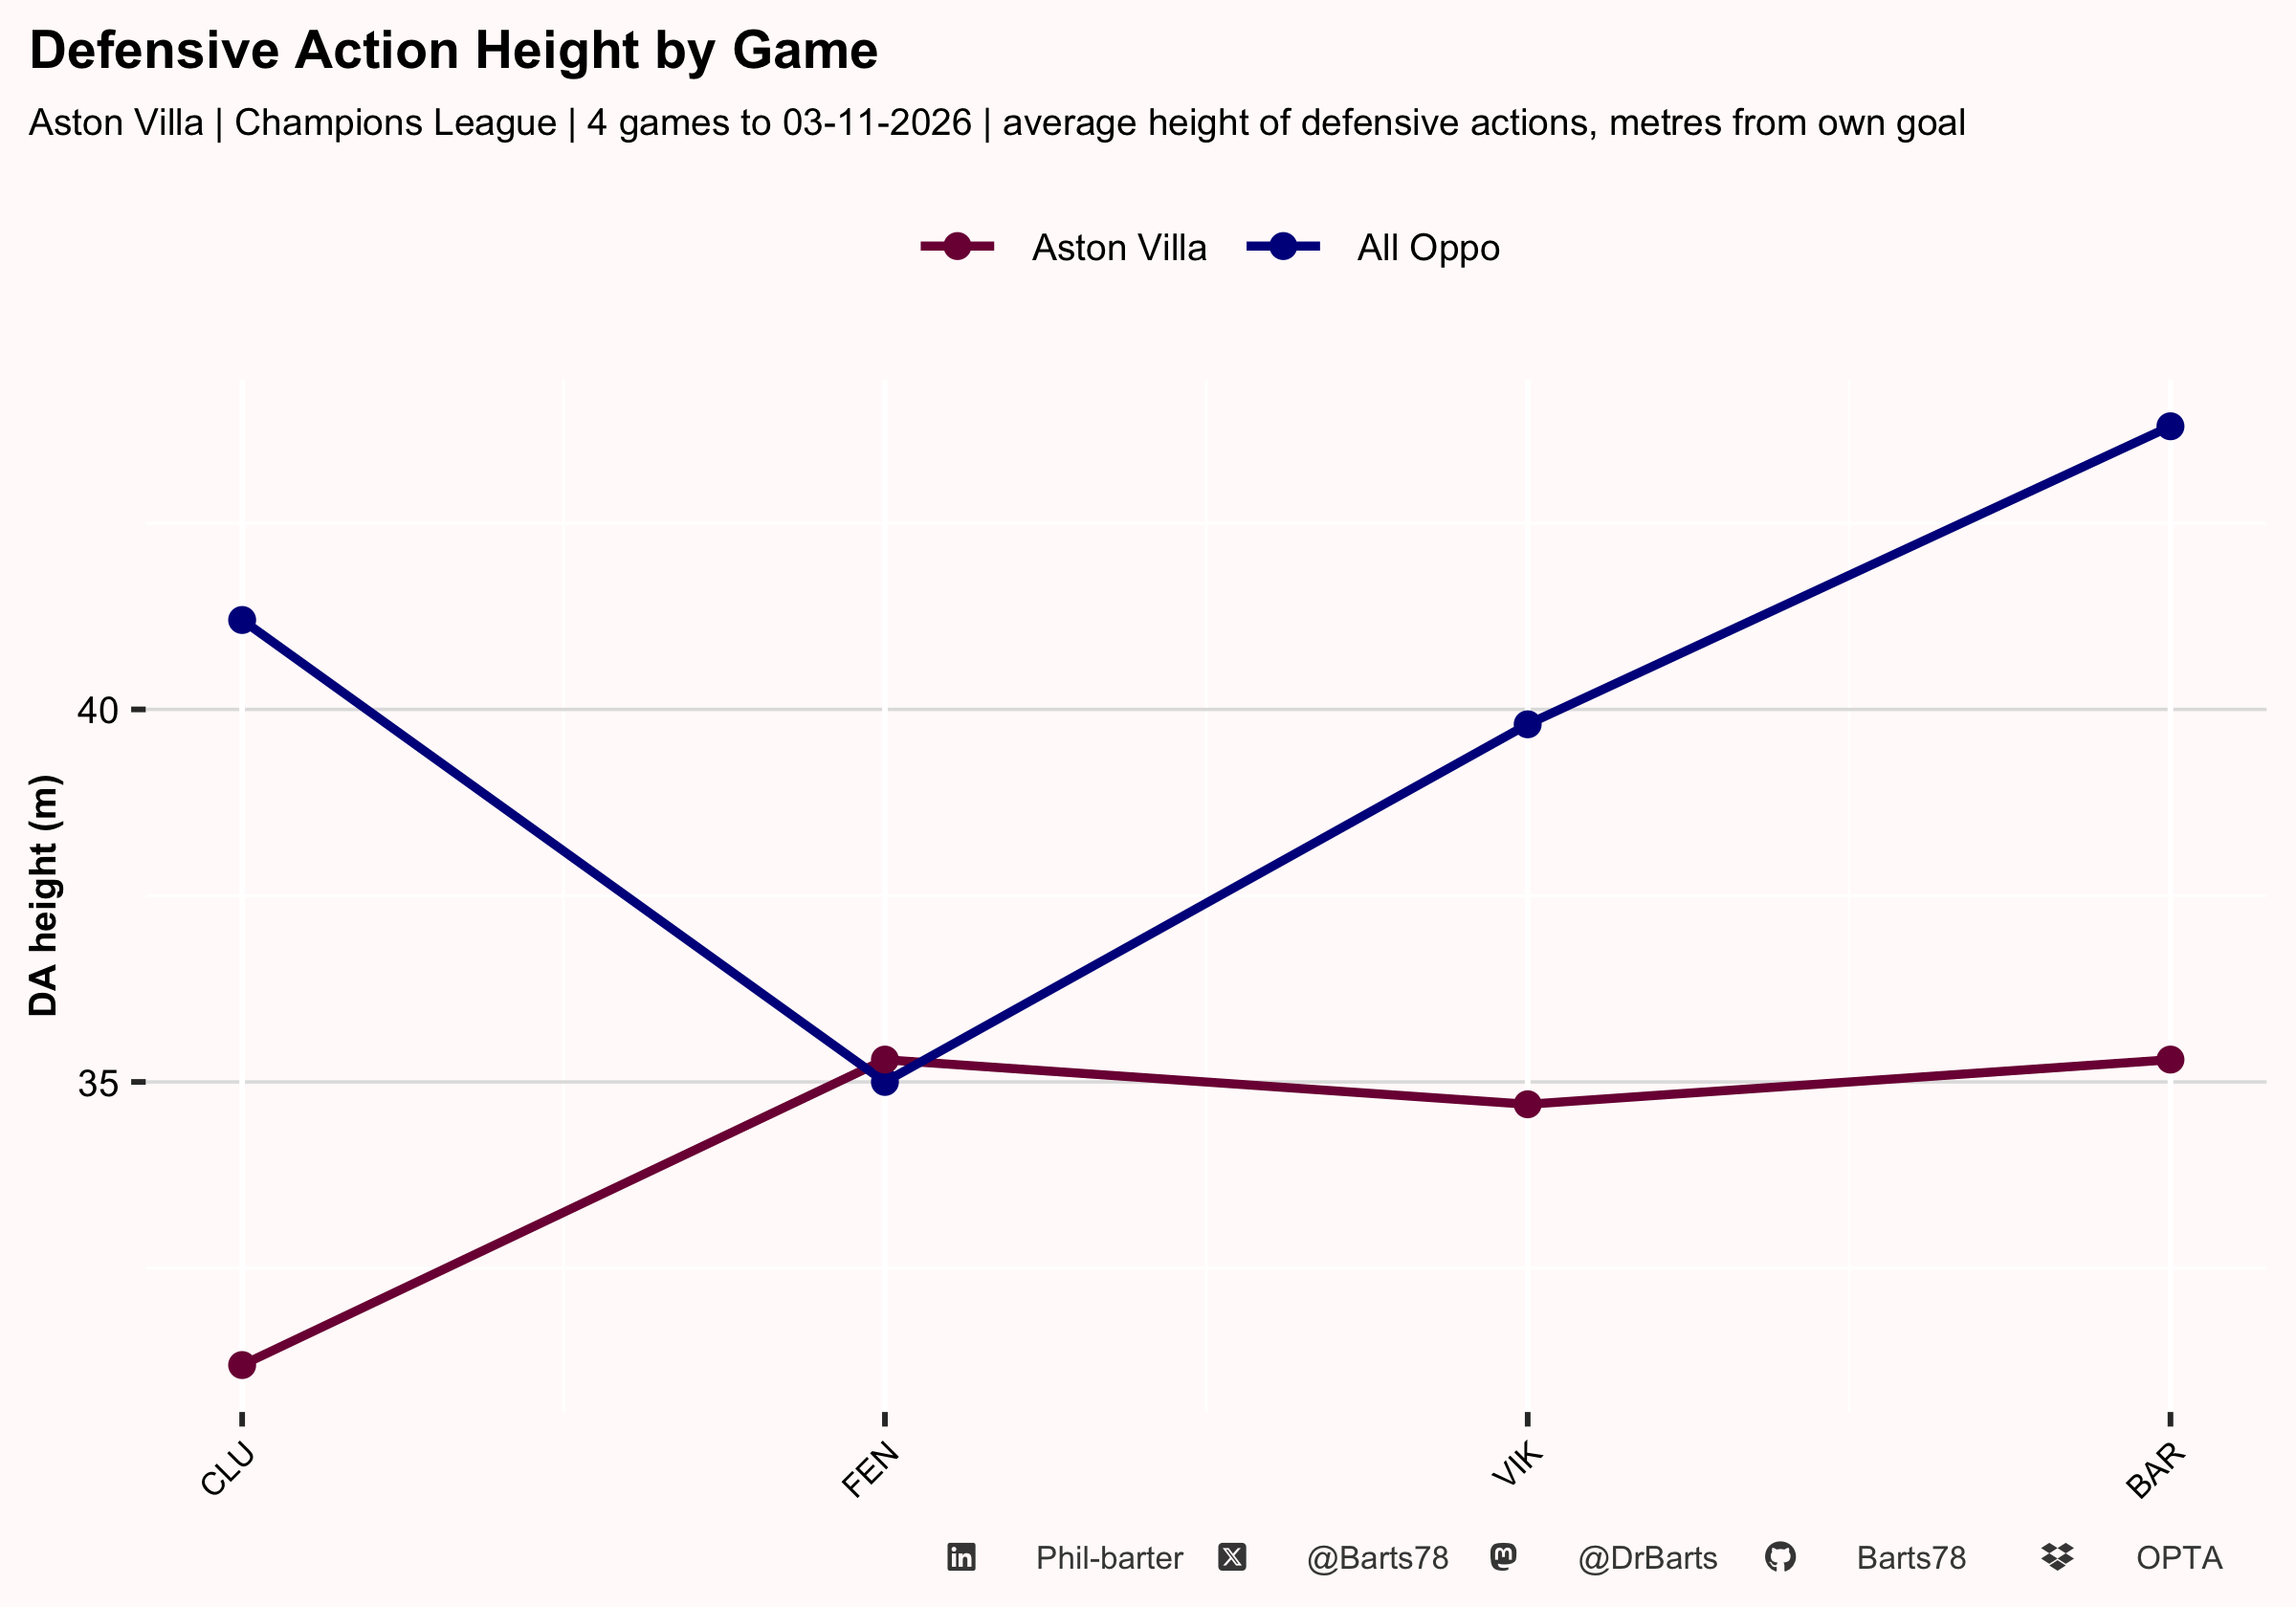 Defensive Action Height by Game
Aston Villa | Champions League | 4 games to 03-11-2026 | average height of defensive actions, metres from own goal
Aston Villa All Oppo
40
35
DA height (m)
CLU FEN VIK BAR
Phil-barter @Barts78 @DrBarts Barts78 OPTA